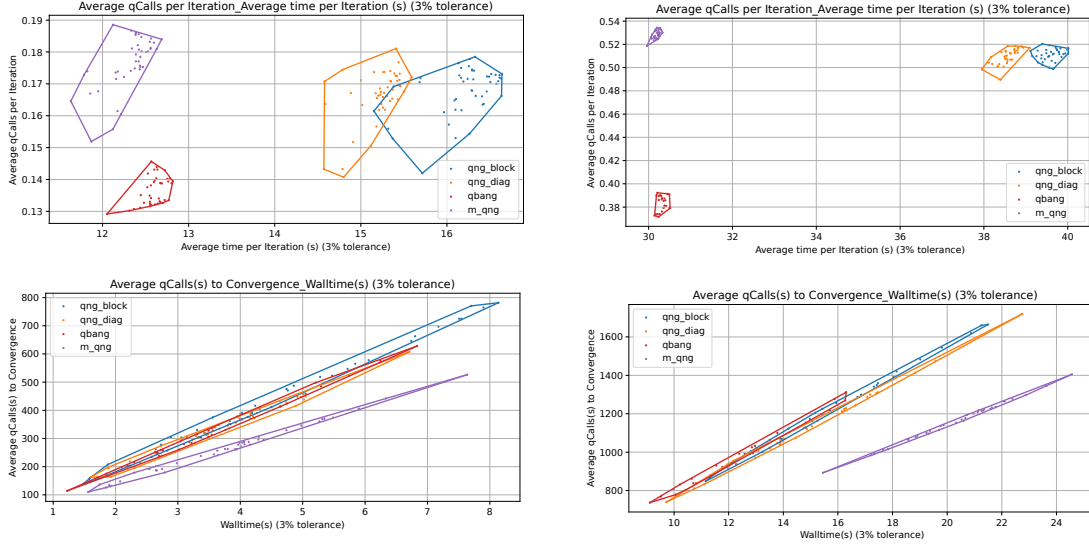 Average qCalls per Iteration_Average time per Iteration (s) (3% tolerance)
Average qCalls per Iteration
0.19
0.18
0.17
0.16
0.15
0.14
0.13
12
13
14
15
16
Average time per Iteration (s) (3% tolerance)
qng_block
qng_diag
qbang
m_qng
Average qCalls per Iteration_Average time per Iteration (s) (3% tolerance)
Average qCalls per Iteration
0.54
0.52
0.50
0.48
0.46
0.44
0.42
0.40
0.38
30
32
34
36
38
40
Average time per Iteration (s) (3% tolerance)
qng_block
qng_diag
qbang
m_qng
Average qCalls(s) to Convergence_Walltime(s) (3% tolerance)
Average qCalls(s) to Convergence
800
700
600
500
400
300
200
100
1
2
3
4
5
6
7
8
Walltime(s) (3% tolerance)
qng_block
qng_diag
qbang
m_qng
Average qCalls(s) to Convergence_Walltime(s) (3% tolerance)
Average qCalls(s) to Convergence
1600
1400
1200
1000
800
10
12
14
16
18
20
22
24
Walltime(s) (3% tolerance)
qng_block
qng_diag
qbang
m_qng